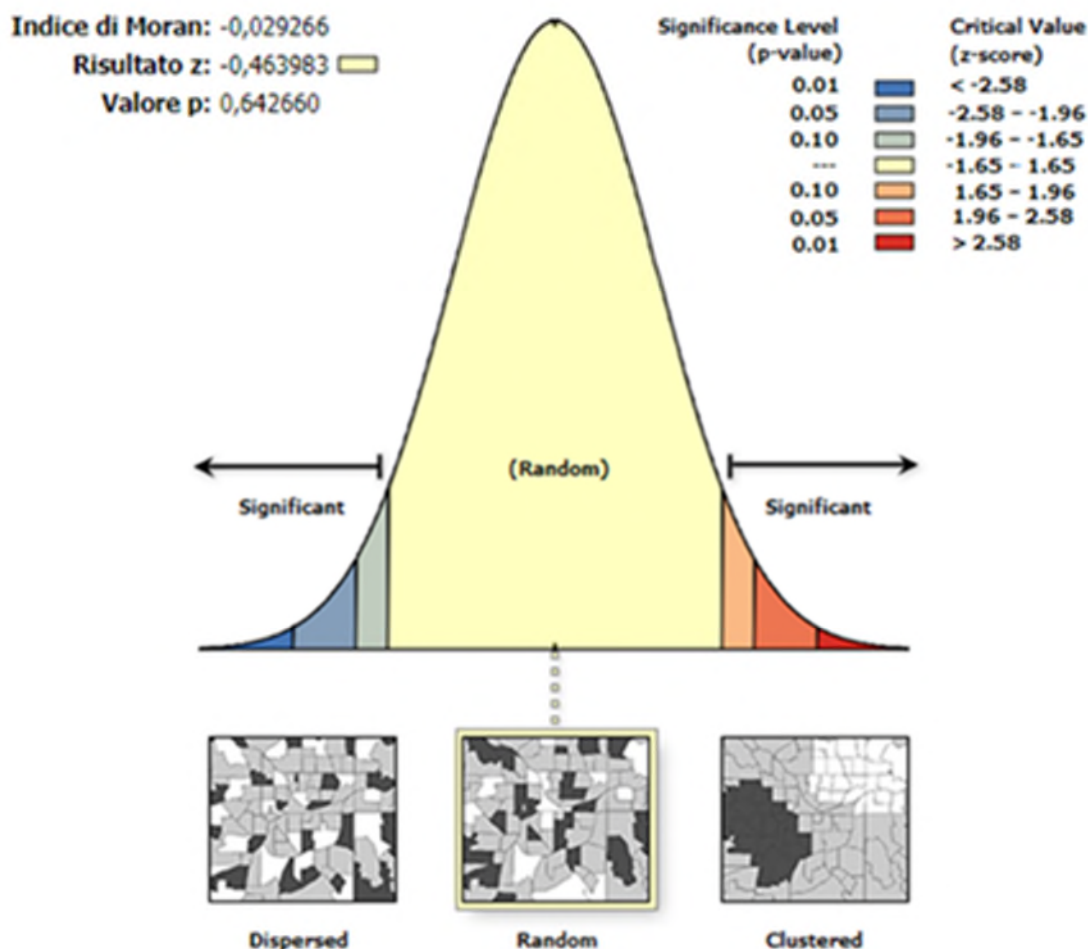 Indice di Moran: -0,029266
Risultato z: -0,463983
Valore p: 0,642660
Significance Level
(p-value)
Critical Value
(z-score)
0.01 < -2.58
0.05 -2.58 - -1.96
0.10 -1.96 - -1.65
--- -1.65 - 1.65
0.10 1.65 - 1.96
0.05 1.96 - 2.58
0.01 > 2.58
(Random)
Significant
Significant
Dispersed
Random
Clustered